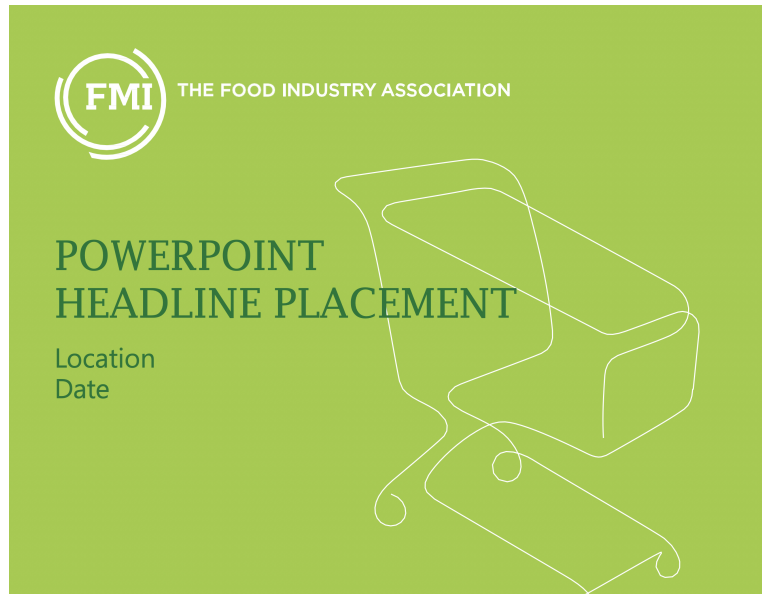 FMI
THE FOOD INDUSTRY ASSOCIATION
POWERPOINT
HEADLINE PLACEMENT
Location
Date